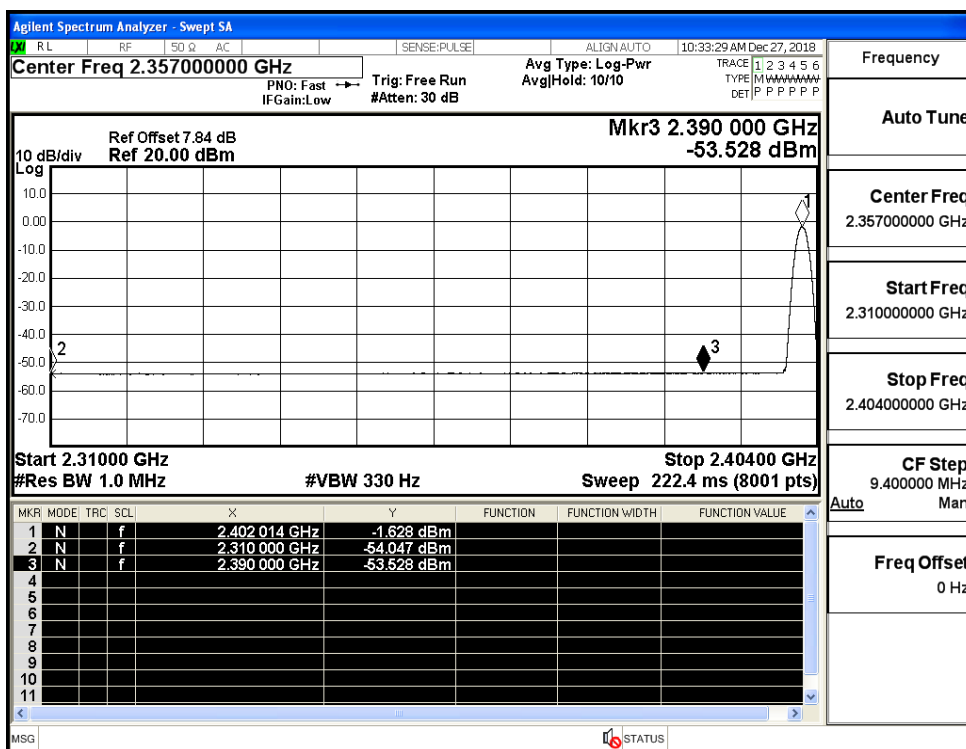 Agilent Spectrum Analyzer - Swept SA
LXI RL RF 50 Ω AC SENSE:PULSE ALIGN AUTO 10:33:29 AM Dec 27, 2018
Center Freq 2.357000000 GHz
PNO: Fast
IFGain:Low
Trig: Free Run
#Atten: 30 dB
Avg Type: Log-Pwr
Avg|Hold: 10/10
TRACE 1 2 3 4 5 6
TYPE M W W W W W
DET P P P P P P
Ref Offset 7.84 dB
Ref 20.00 dBm
10 dB/div
Log
Mkr3 2.390 000 GHz
-53.528 dBm
10.0
0.00
-10.0
-20.0
-30.0
-40.0
-50.0
-60.0
-70.0
1
2
3
Start 2.31000 GHz
Stop 2.40400 GHz
#Res BW 1.0 MHz
#VBW 330 Hz
Sweep 222.4 ms (8001 pts)
MKR MODE TRC SCL X Y FUNCTION FUNCTION WIDTH FUNCTION VALUE
1 N f 2.402 014 GHz -1.628 dBm
2 N f 2.310 000 GHz -54.047 dBm
3 N f 2.390 000 GHz -53.528 dBm
4
5
6
7
8
9
10
11
MSG
STATUS
Frequency
Auto Tune
Center Freq
2.357000000 GHz
Start Freq
2.310000000 GHz
Stop Freq
2.404000000 GHz
CF Step
9.400000 MHz
Auto Man
Freq Offset
0 Hz